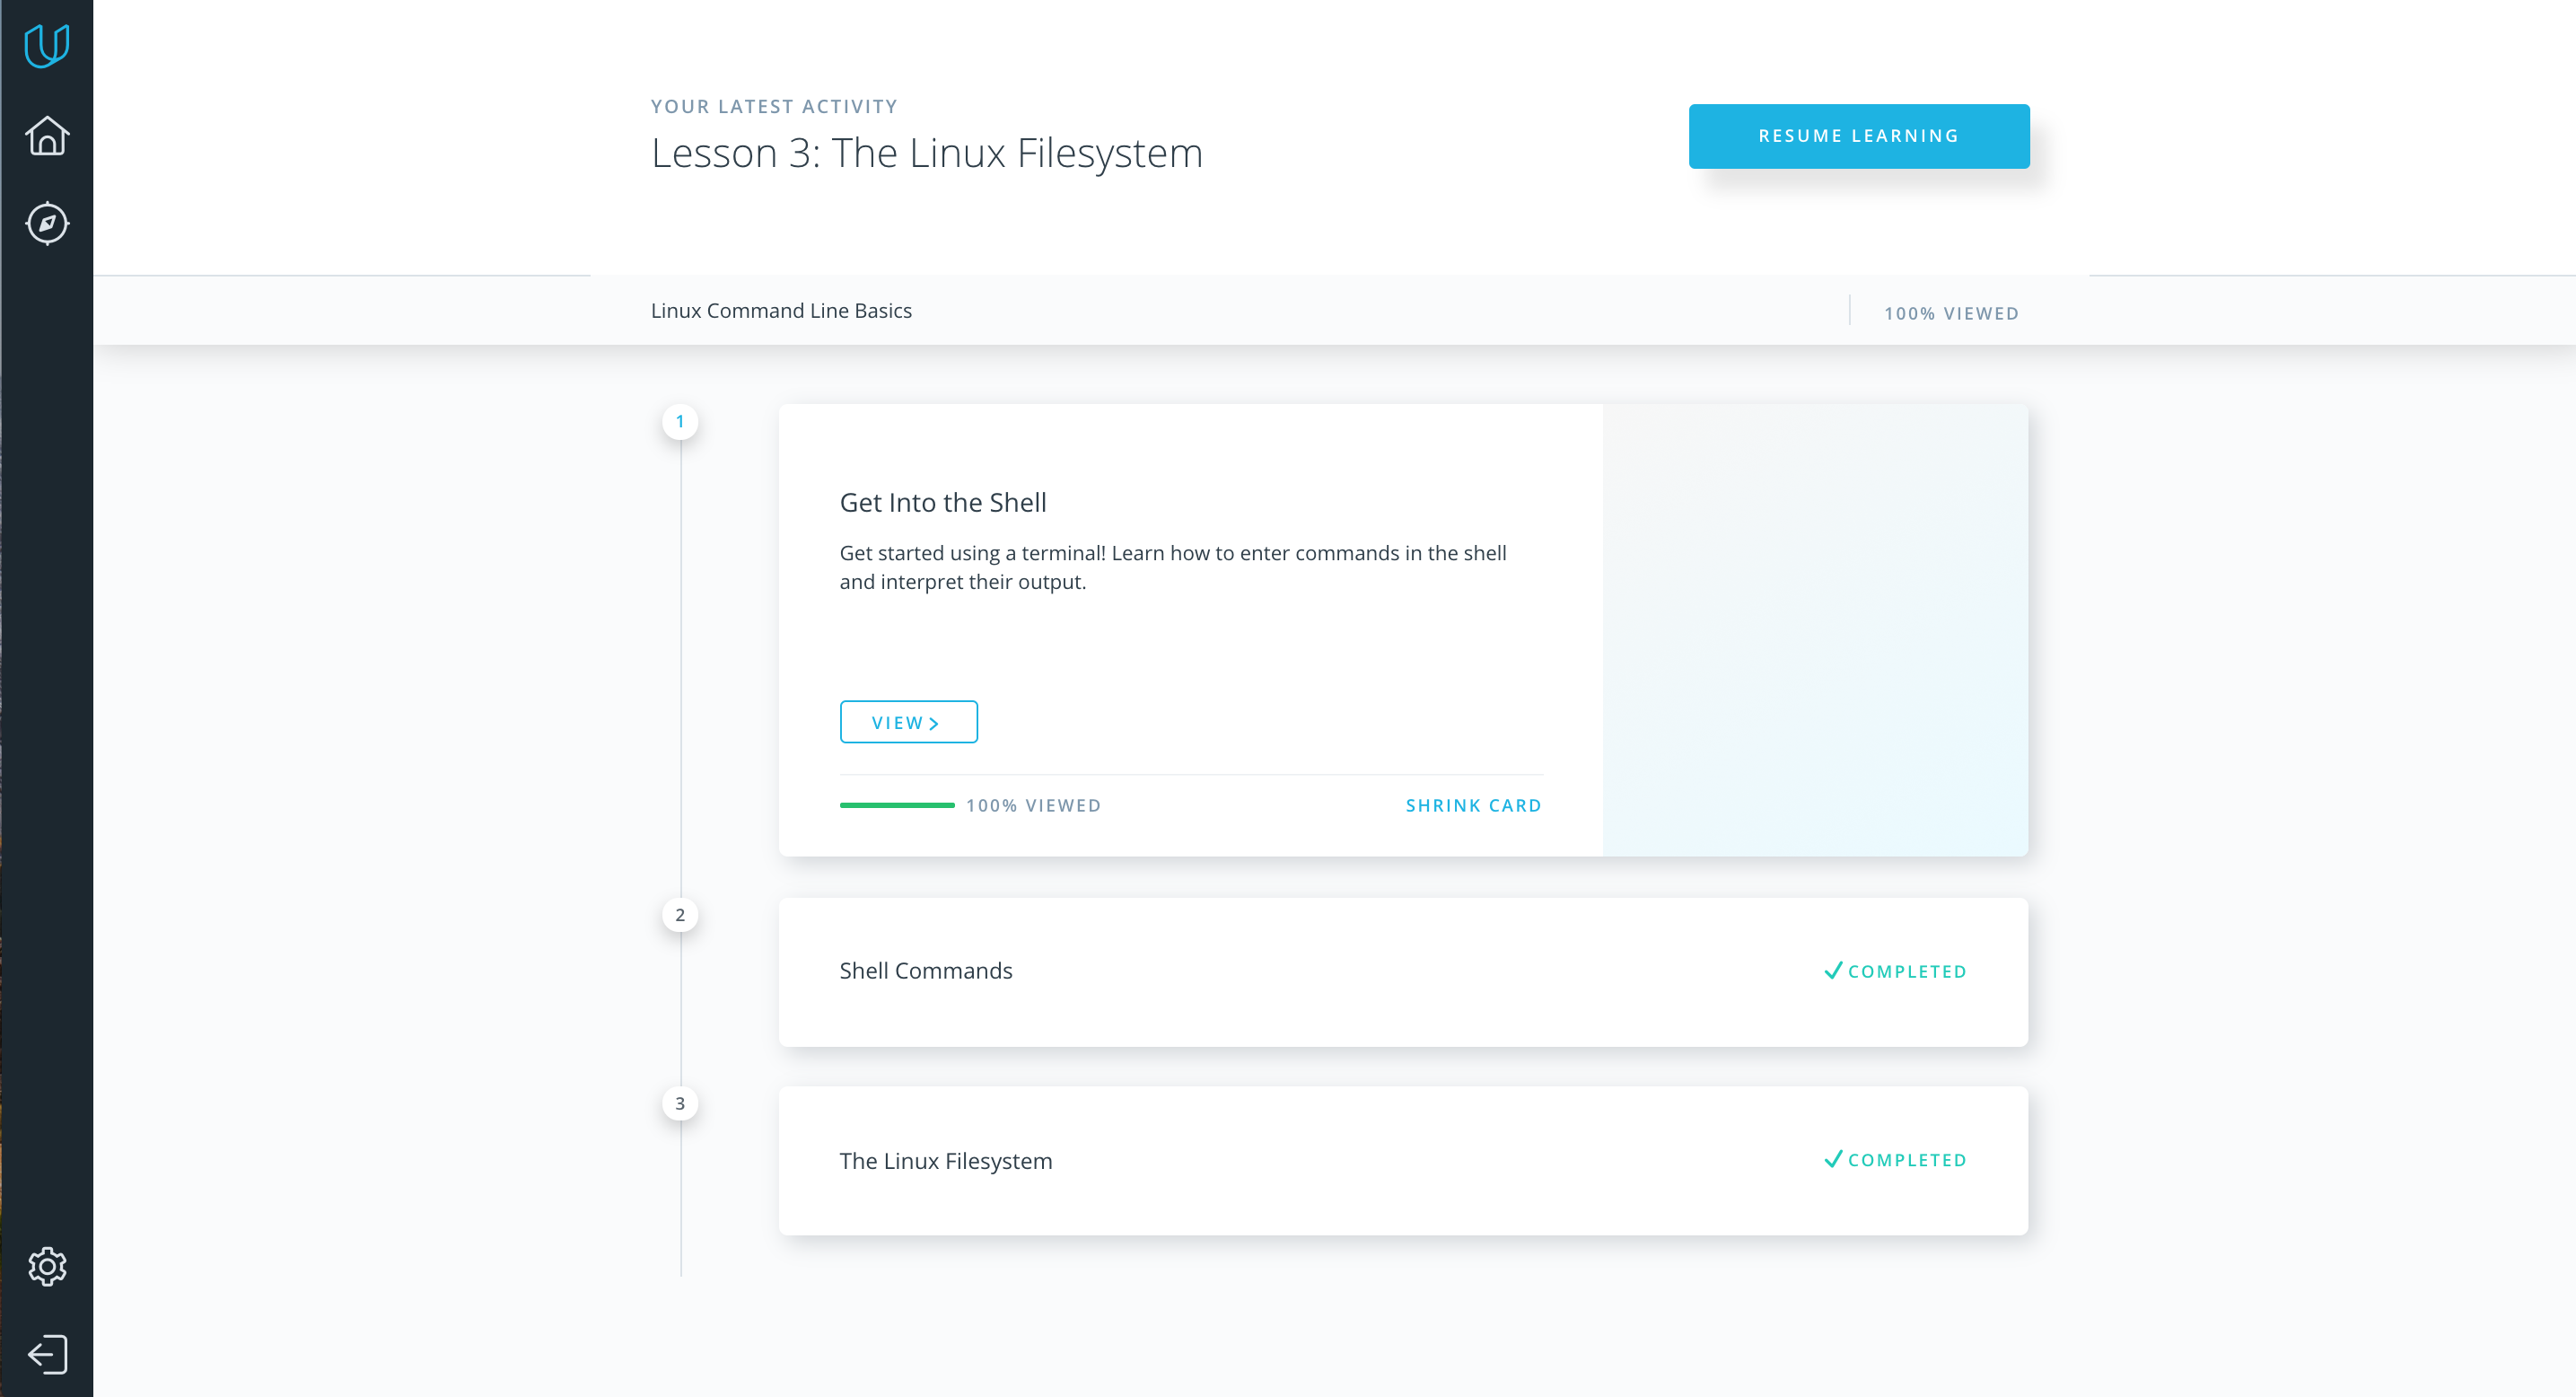 YOUR LATEST ACTIVITY
Lesson 3: The Linux Filesystem
RESUME LEARNING
Linux Command Line Basics
100% VIEWED
1
Get Into the Shell
Get started using a terminal! Learn how to enter commands in the shell
and interpret their output.
VIEW
100% VIEWED
SHRINK CARD
2
Shell Commands
COMPLETED
3
The Linux Filesystem
COMPLETED